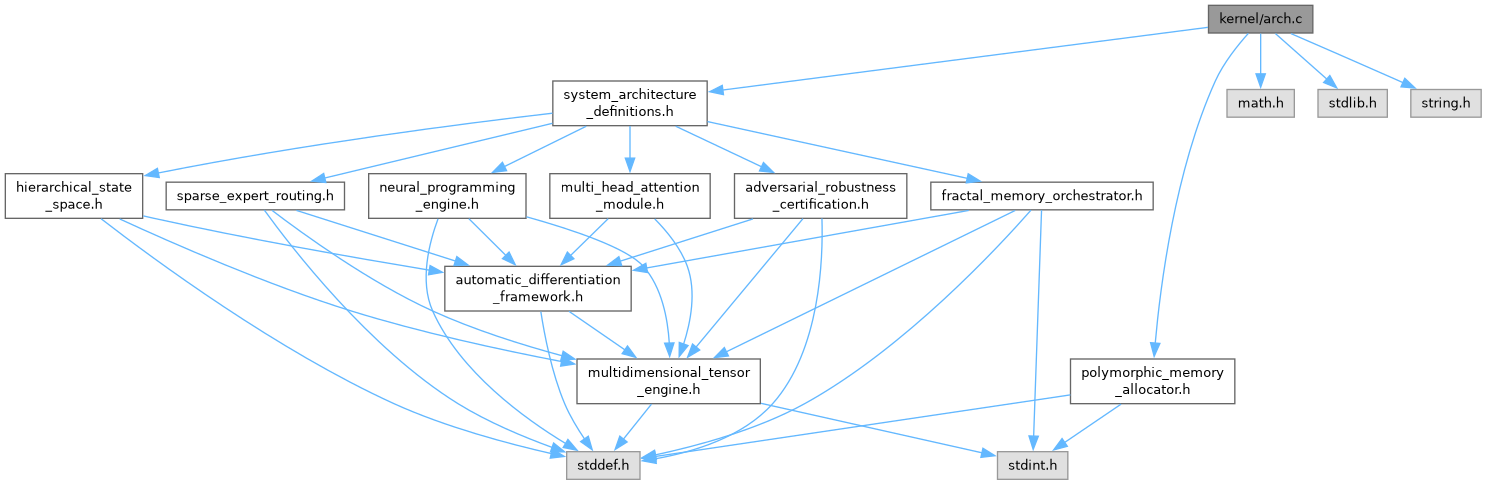 kernel/arch.c
system_architecture
_definitions.h
math.h
stdlib.h
string.h
hierarchical_state
_space.h
sparse_expert_routing.h
neural_programming
_engine.h
multi_head_attention
_module.h
adversarial_robustness
_certification.h
fractal_memory_orchestrator.h
automatic_differentiation
_framework.h
multidimensional_tensor
_engine.h
polymorphic_memory
_allocator.h
stddef.h
stdint.h